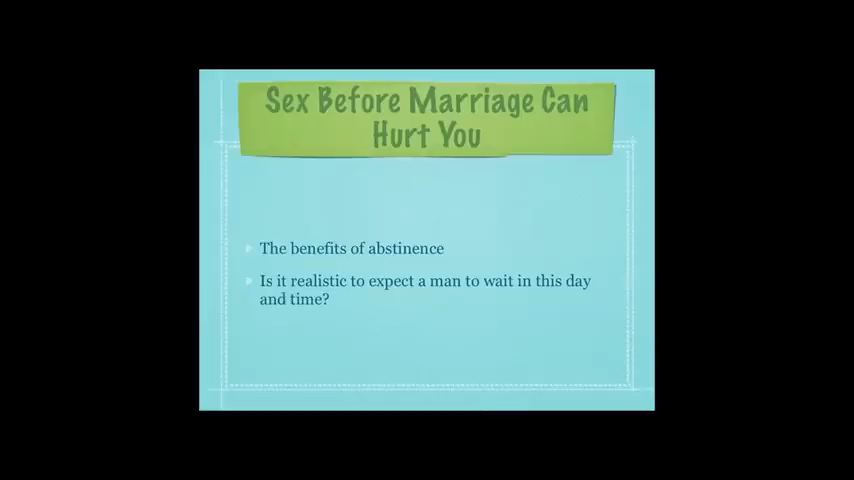 Sex Before Marriage Can
Hurt You
The benefits of abstinence
Is it realistic to expect a man to wait in this day
and time?